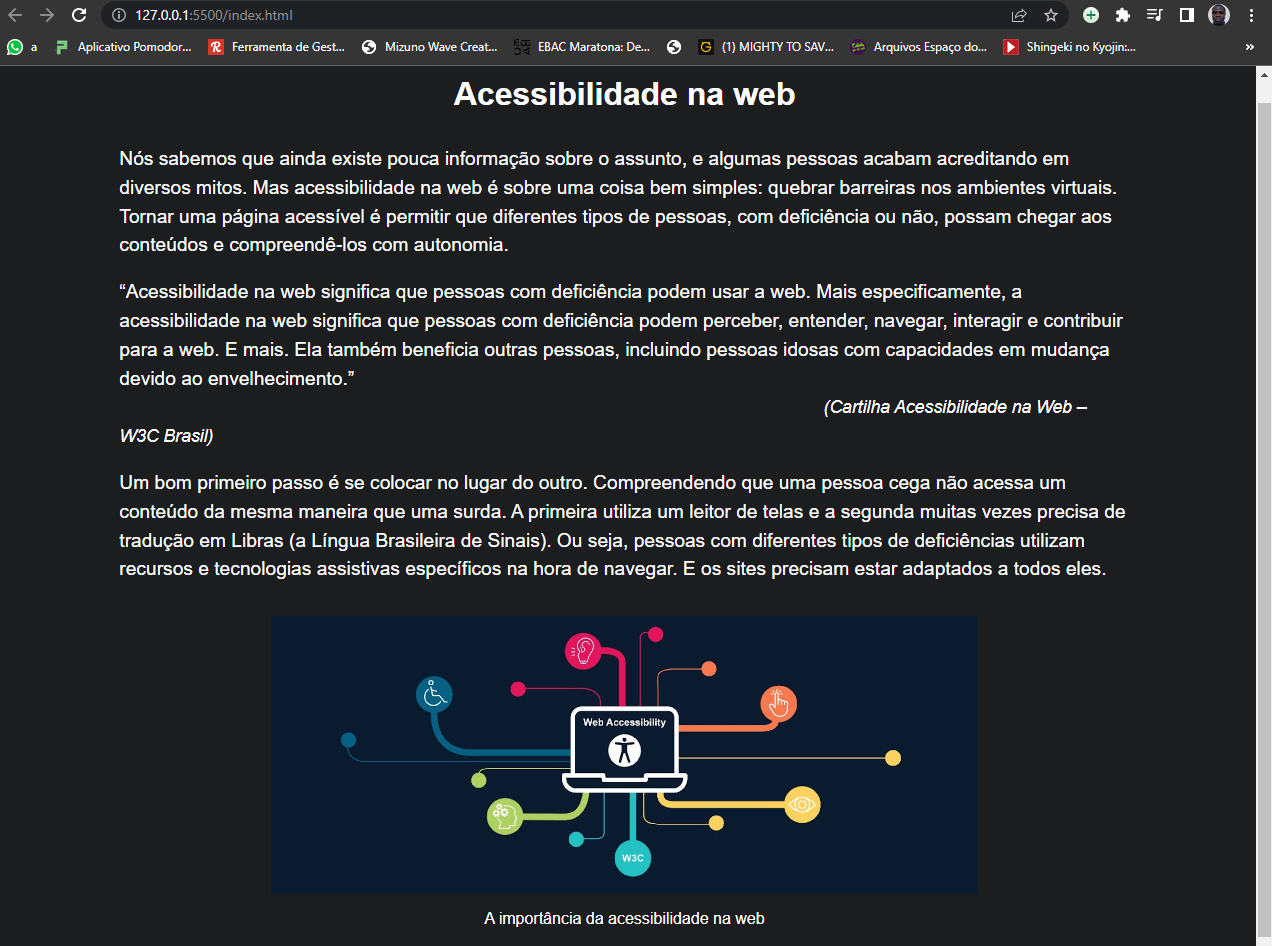 127.0.0.1:5500/index.html
a
Aplicativo Pomodor...
Ferramenta de Gest...
Mizuno Wave Creat...
EBAC Maratona: De...
(1) MIGHTY TO SAV...
Arquivos Espaço do...
Shingeki no Kyojin:...
»
Acessibilidade na web
Nós sabemos que ainda existe pouca informação sobre o assunto, e algumas pessoas acabam acreditando em
diversos mitos. Mas acessibilidade na web é sobre uma coisa bem simples: quebrar barreiras nos ambientes virtuais.
Tornar uma página acessível é permitir que diferentes tipos de pessoas, com deficiência ou não, possam chegar aos
conteúdos e compreendê-los com autonomia.
“Acessibilidade na web significa que pessoas com deficiência podem usar a web. Mais especificamente, a
acessibilidade na web significa que pessoas com deficiência podem perceber, entender, navegar, interagir e contribuir
para a web. E mais. Ela também beneficia outras pessoas, incluindo pessoas idosas com capacidades em mudança
devido ao envelhecimento.”
(Cartilha Acessibilidade na Web –
W3C Brasil)
Um bom primeiro passo é se colocar no lugar do outro. Compreendendo que uma pessoa cega não acessa um
conteúdo da mesma maneira que uma surda. A primeira utiliza um leitor de telas e a segunda muitas vezes precisa de
tradução em Libras (a Língua Brasileira de Sinais). Ou seja, pessoas com diferentes tipos de deficiências utilizam
recursos e tecnologias assistivas específicos na hora de navegar. E os sites precisam estar adaptados a todos eles.
Web Accessibility
W3C
A importância da acessibilidade na web